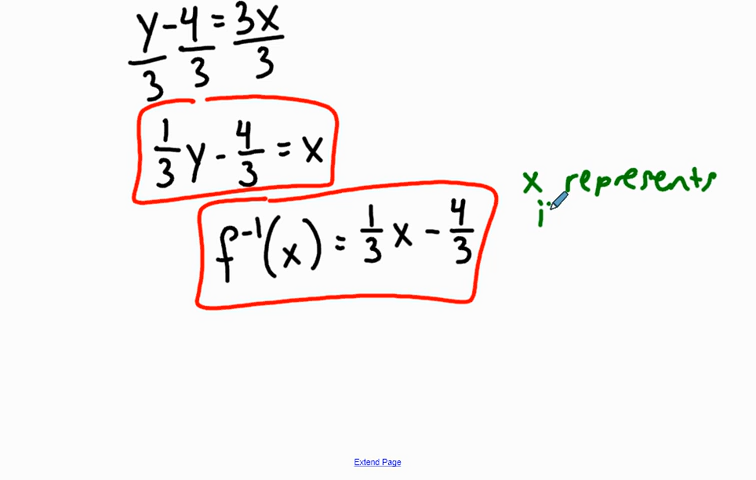 y - 4 = 3x
3 3 3
1/3 y - 4/3 = x
x represents
i
f⁻¹(x) = 1/3 x - 4/3
Extend Page